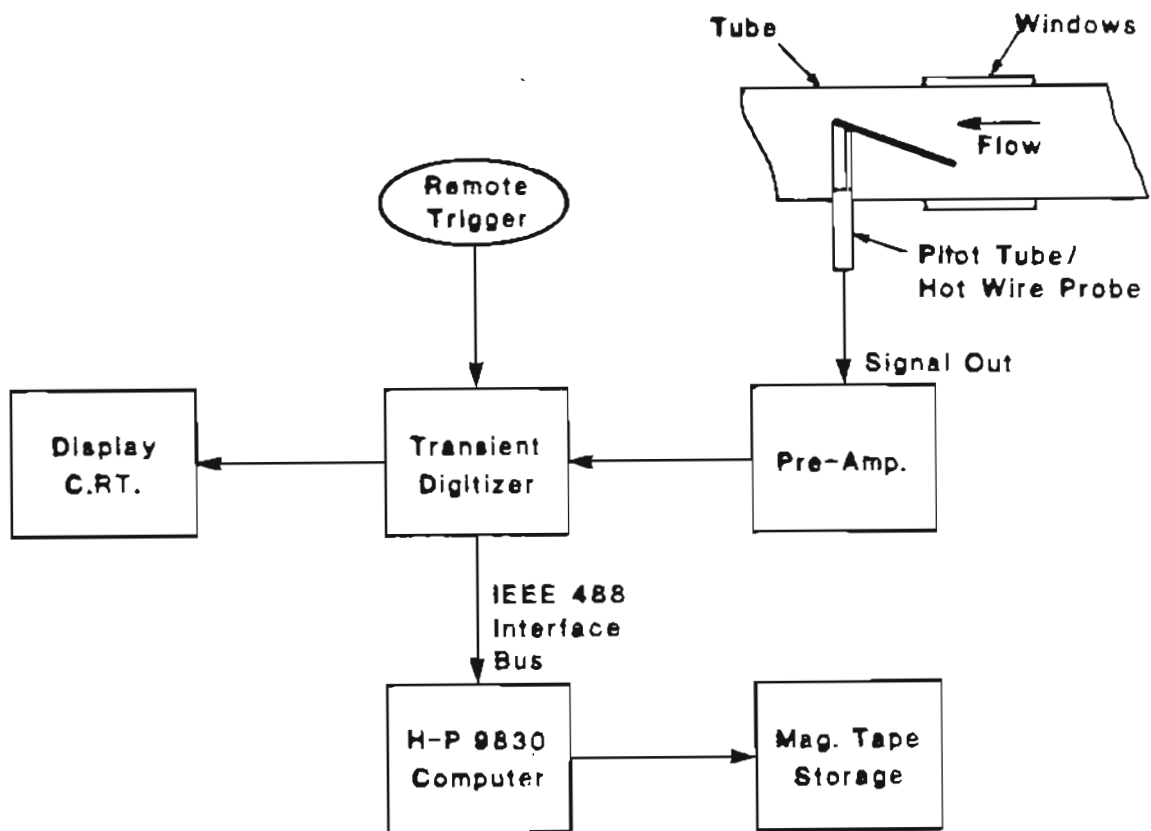 Tube
Windows
Flow
Remote
Trigger
Pitot Tube/
Hot Wire Probe
Signal Out
Display
C.RT.
Transient
Digitizer
Pre-Amp.
IEEE 488
Interface
Bus
H-P 9830
Computer
Mag. Tape
Storage